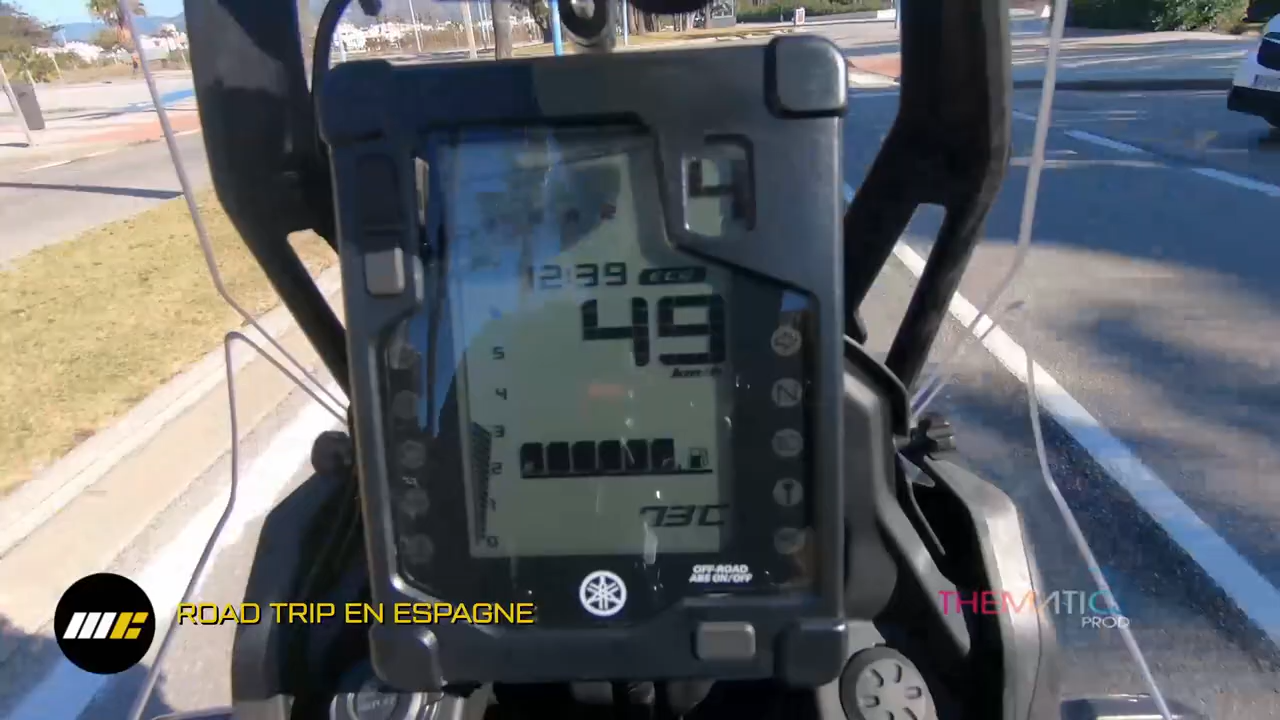 4
12:39
49
km/h
5
4
3
2
1
0
N
73C
OFF-ROAD
ABS ON/OFF
ROAD TRIP EN ESPAGNE
THEMATIC
PROD